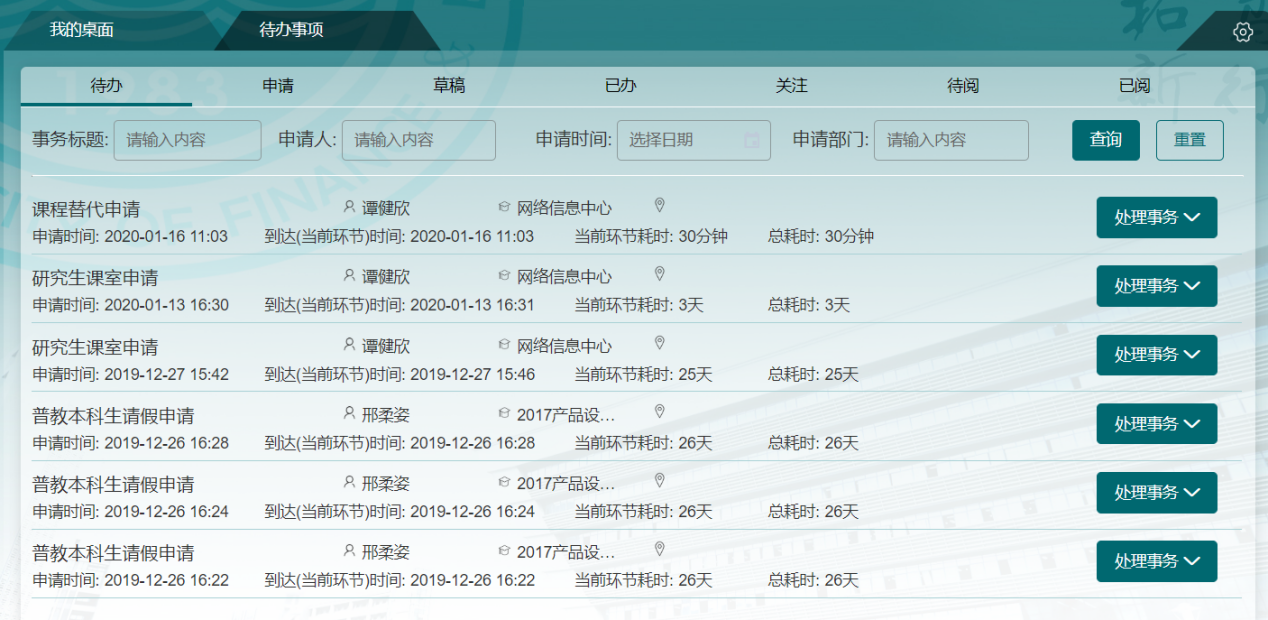 我的桌面 待办事项
待办 申请 草稿 已办 关注 待阅 已阅
事务标题: 请输入内容 申请人: 请输入内容 申请时间: 选择日期 申请部门: 请输入内容 查询 重置
课程替代申请 谭健欣 网络信息中心
申请时间: 2020-01-16 11:03 到达(当前环节)时间: 2020-01-16 11:03 当前环节耗时: 30分钟 总耗时: 30分钟 处理事务
研究生课室申请 谭健欣 网络信息中心
申请时间: 2020-01-13 16:30 到达(当前环节)时间: 2020-01-13 16:31 当前环节耗时: 3天 总耗时: 3天 处理事务
研究生课室申请 谭健欣 网络信息中心
申请时间: 2019-12-27 15:42 到达(当前环节)时间: 2019-12-27 15:46 当前环节耗时: 25天 总耗时: 25天 处理事务
普教本科生请假申请 邢柔姿 2017产品设...
申请时间: 2019-12-26 16:28 到达(当前环节)时间: 2019-12-26 16:28 当前环节耗时: 26天 总耗时: 26天 处理事务
普教本科生请假申请 邢柔姿 2017产品设...
申请时间: 2019-12-26 16:24 到达(当前环节)时间: 2019-12-26 16:24 当前环节耗时: 26天 总耗时: 26天 处理事务
普教本科生请假申请 邢柔姿 2017产品设...
申请时间: 2019-12-26 16:22 到达(当前环节)时间: 2019-12-26 16:22 当前环节耗时: 26天 总耗时: 26天 处理事务
1983
OF FINANCE &